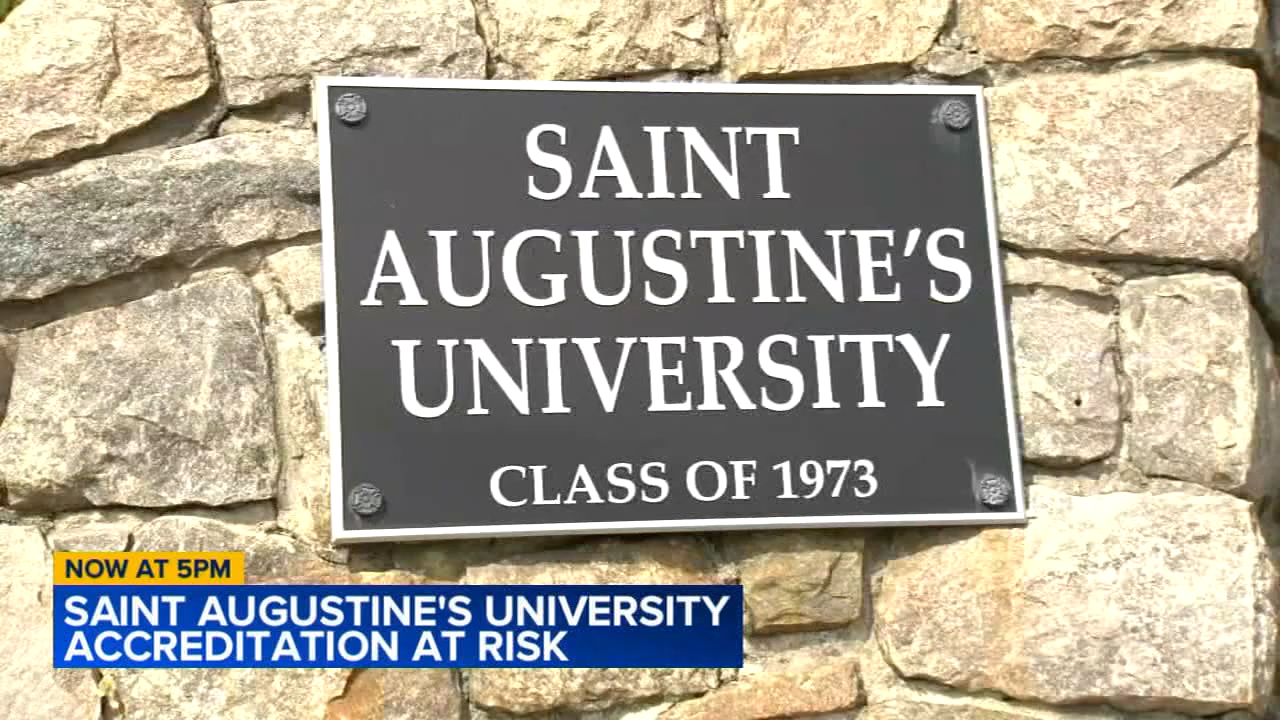 SAINT
AUGUSTINE’S
UNIVERSITY
CLASS OF 1973
NOW AT 5PM
SAINT AUGUSTINE'S UNIVERSITY
ACCREDITATION AT RISK